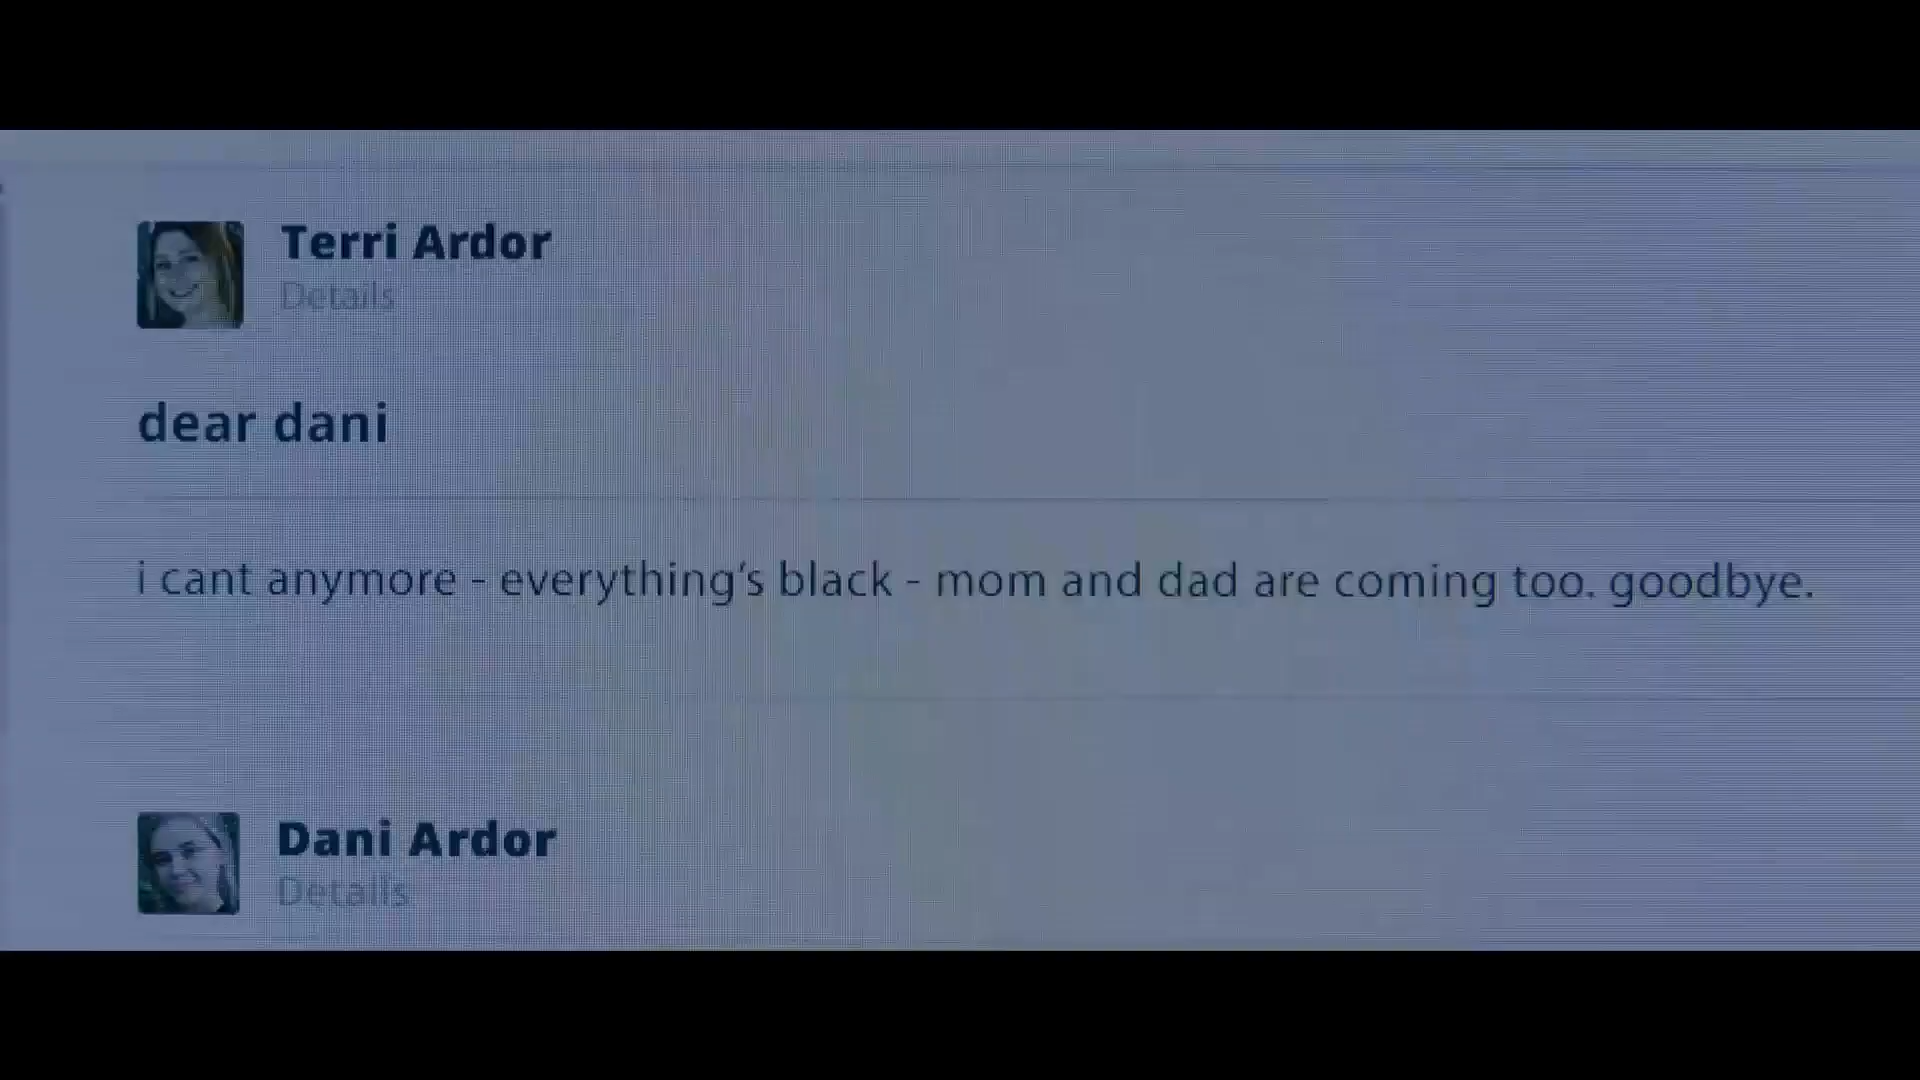 Terri Ardor
Details
dear dani
i cant anymore - everything's black - mom and dad are coming too. goodbye.
Dani Ardor
Details